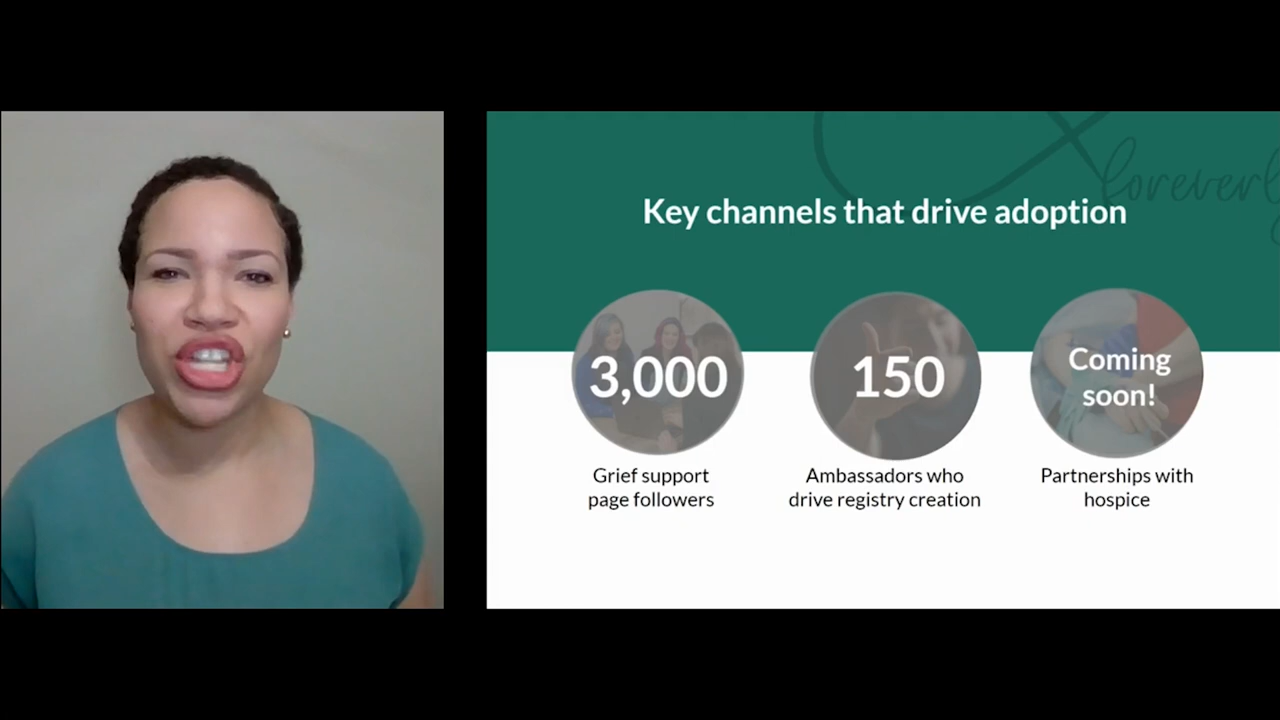 Key channels that drive adoption
3,000
150
Coming
soon!
Grief support
page followers
Ambassadors who
drive registry creation
Partnerships with
hospice